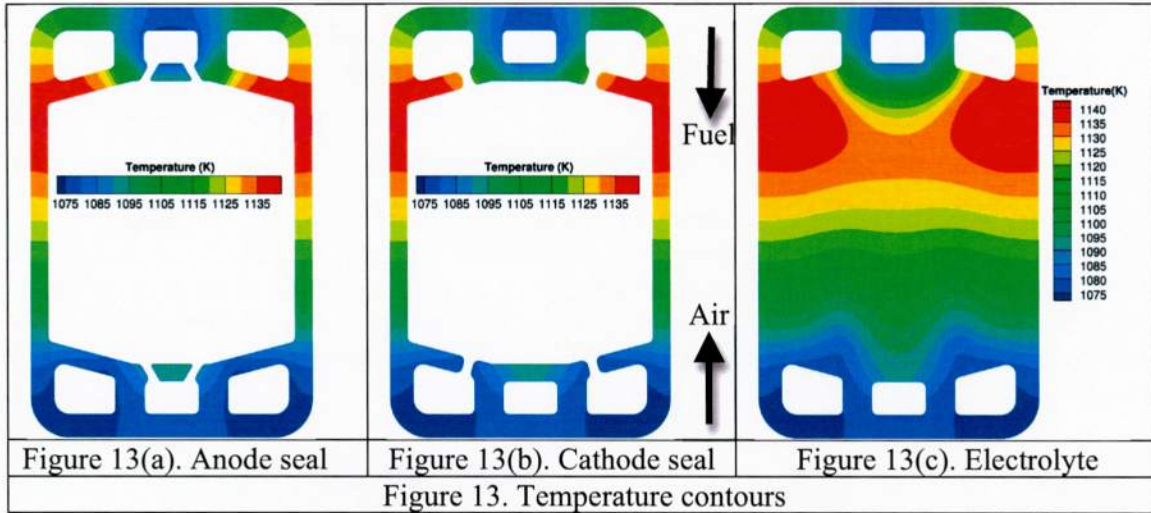 Temperature (K)
1075 1085 1095 1105 1115 1125 1135
Temperature (K)
1075 1085 1095 1105 1115 1125 1135
Fuel
Air
Temperature(K)
1140
1135
1130
1125
1120
1115
1110
1105
1100
1095
1090
1085
1080
1075
Figure 13(a). Anode seal
Figure 13(b). Cathode seal
Figure 13(c). Electrolyte
Figure 13. Temperature contours